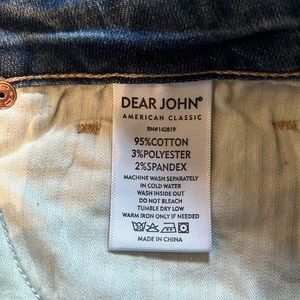 DEAR JOHN®
AMERICAN CLASSIC
RN#142819
95%COTTON
3%POLYESTER
2%SPANDEX
MACHINE WASH SEPARATELY
IN COLD WATER
WASH INSIDE OUT
DO NOT BLEACH
TUMBLE DRY LOW
WARM IRON ONLY IF NEEDED
MADE IN CHINA